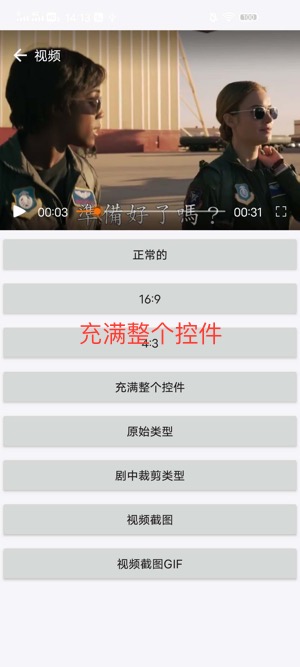 视频
準備好了嗎？
00:03
00:31
正常的
16:9
充满整个控件
4:3
充满整个控件
原始类型
剧中裁剪类型
视频截图
视频截图GIF